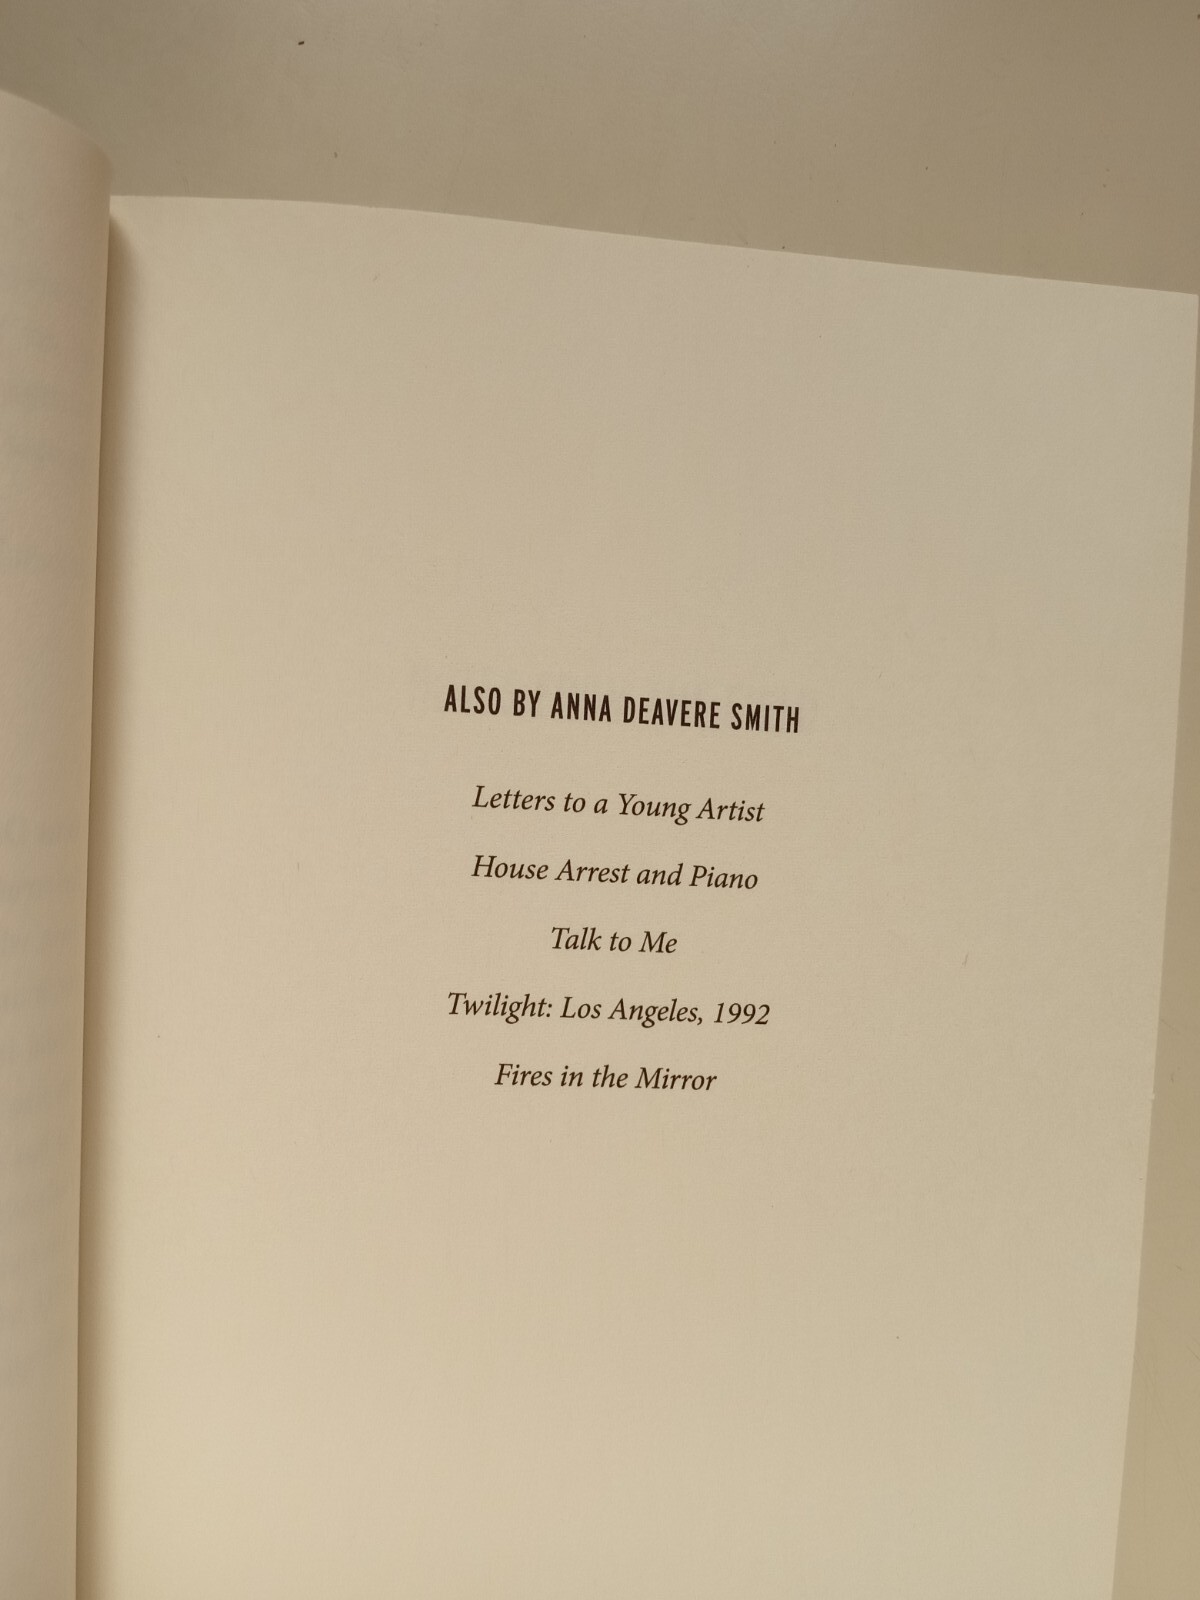 ALSO BY ANNA DEAVERE SMITH
Letters to a Young Artist
House Arrest and Piano
Talk to Me
Twilight: Los Angeles, 1992
Fires in the Mirror